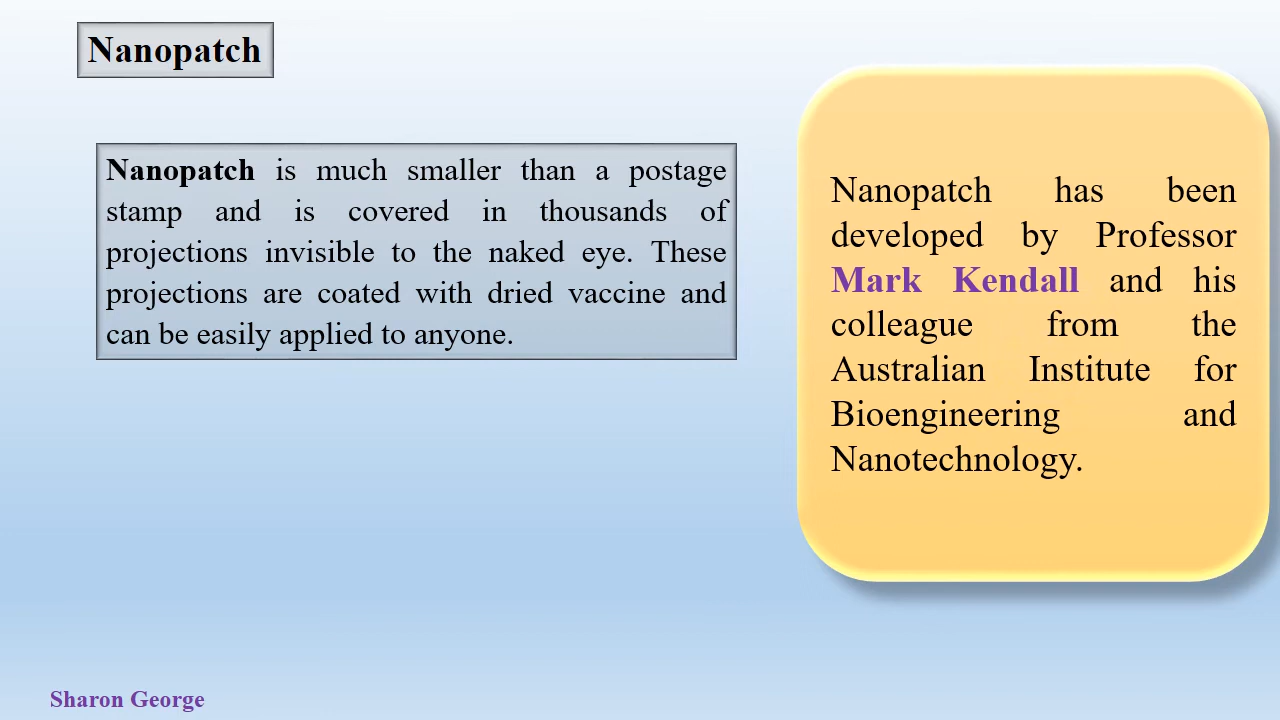 Nanopatch
Nanopatch is much smaller than a postage
stamp and is covered in thousands of
projections invisible to the naked eye. These
projections are coated with dried vaccine and
can be easily applied to anyone.
Nanopatch has been
developed by Professor
Mark Kendall and his
colleague from the
Australian Institute for
Bioengineering and
Nanotechnology.
Sharon George